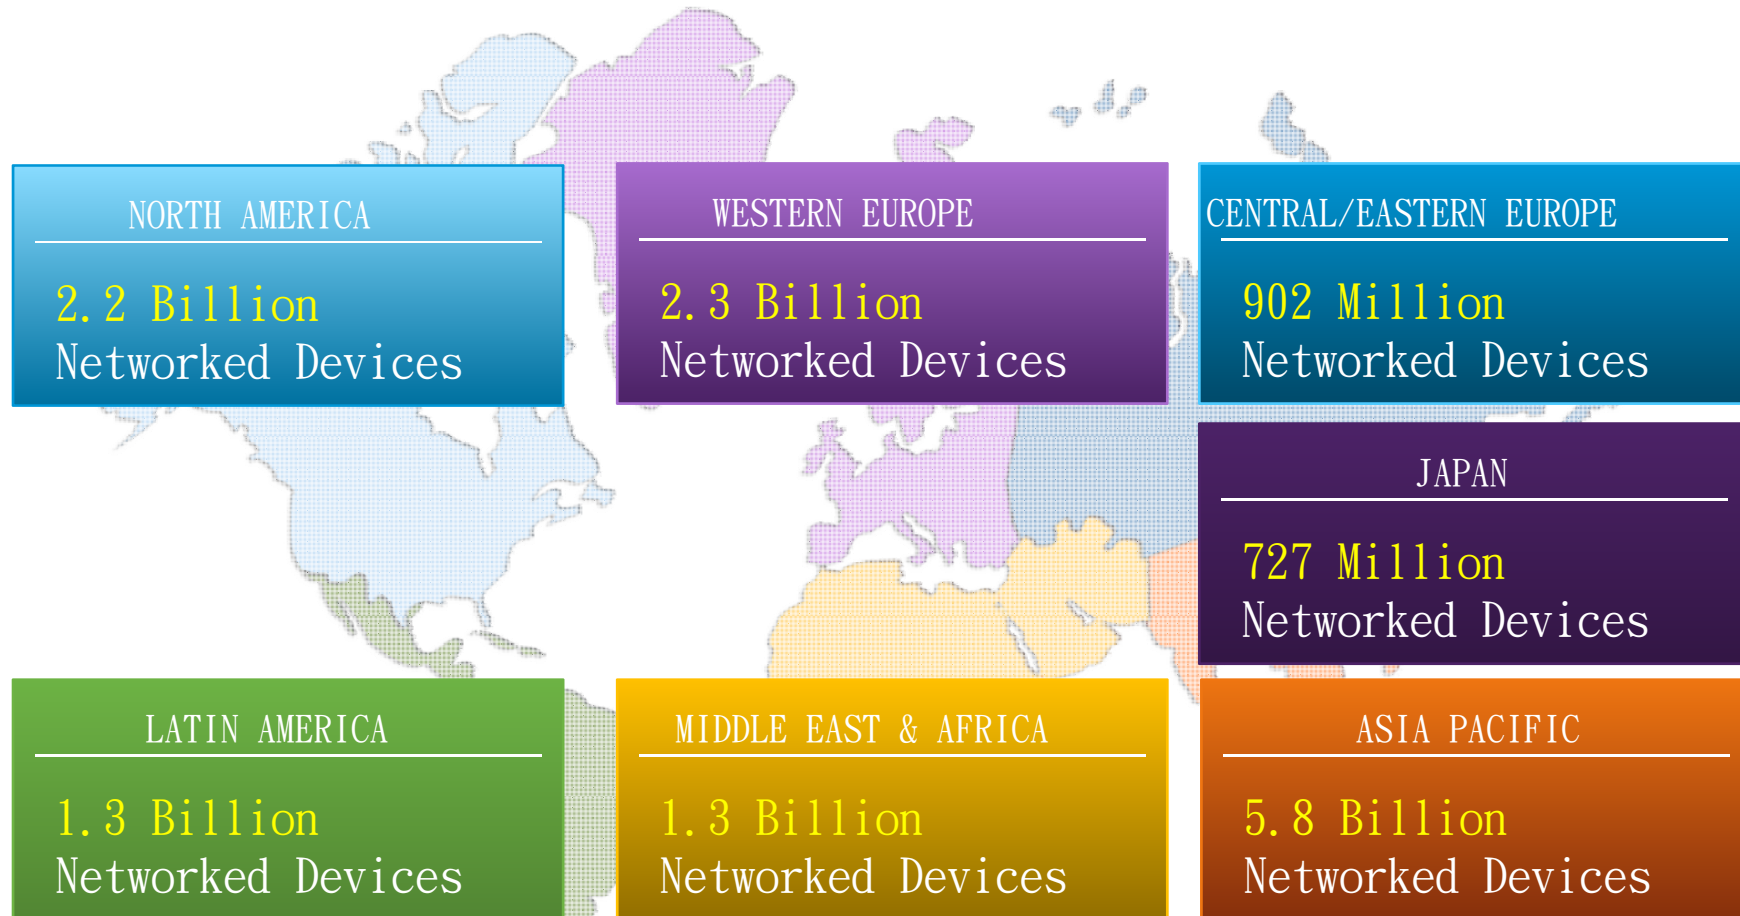 NORTH AMERICA
2.2 Billion
Networked Devices
WESTERN EUROPE
2.3 Billion
Networked Devices
CENTRAL/EASTERN EUROPE
902 Million
Networked Devices
JAPAN
727 Million
Networked Devices
LATIN AMERICA
1.3 Billion
Networked Devices
MIDDLE EAST & AFRICA
1.3 Billion
Networked Devices
ASIA PACIFIC
5.8 Billion
Networked Devices